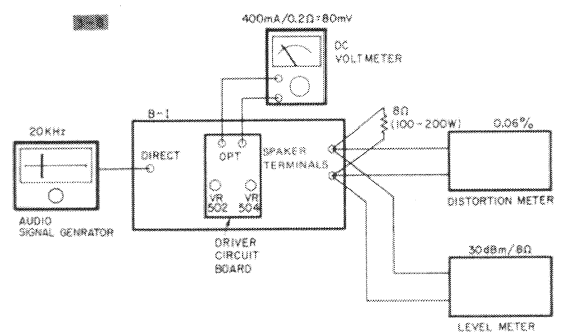 3-8
400mA/0.2Ω=80mV
DC
VOLTMETER
B-1
8Ω
(100-200W)
20KHz
0.06%
DIRECT
OPT
SPAKER
TERMINALS
VR
502
VR
504
AUDIO
SIGNAL GENRATOR
DISTORTION METER
DRIVER
CIRCUIT
BOARD
30dBm/8Ω
LEVEL METER